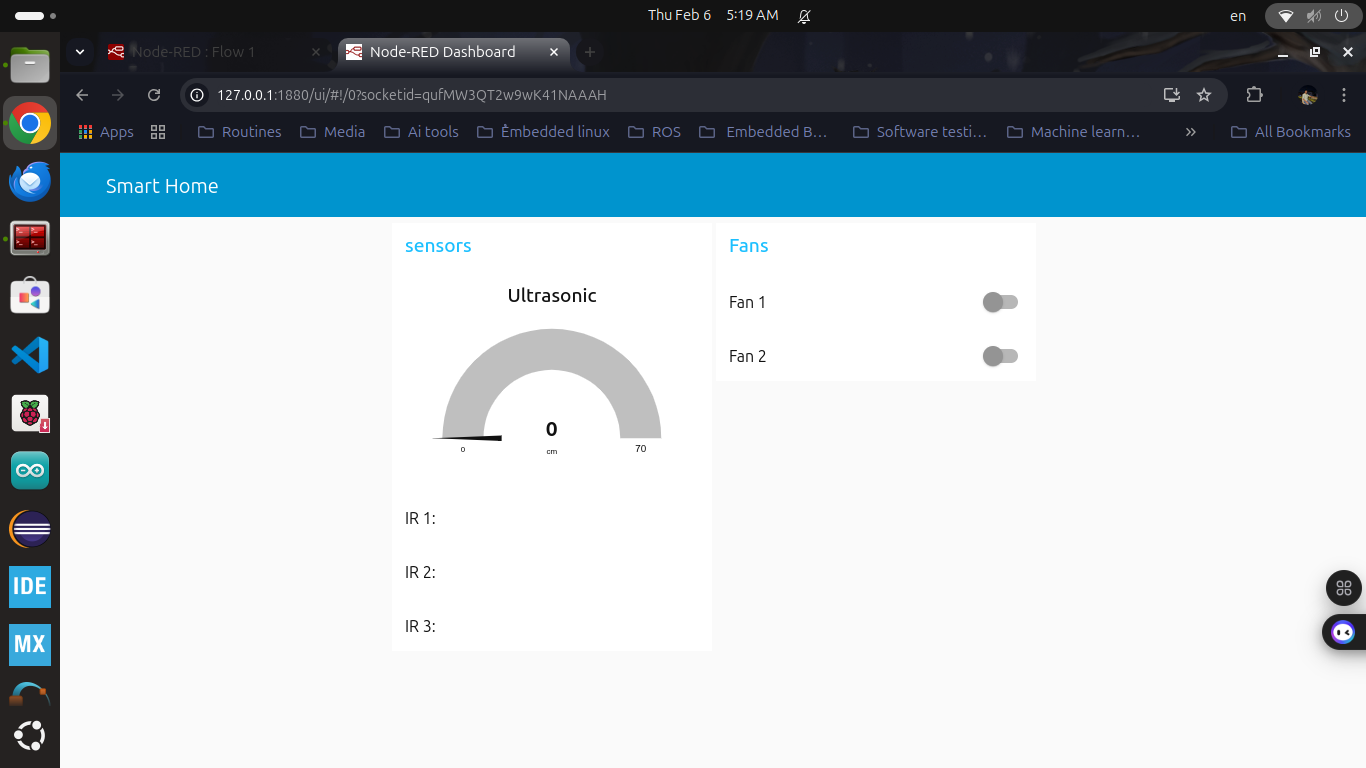 Thu Feb 6 5:19 AM
en
Node-RED : Flow 1
Node-RED Dashboard
127.0.0.1:1880/ui/#!/0?socketid=qufMW3QT2w9wK41NAAAH
Apps
Routines
Media
Ai tools
Embedded linux
ROS
Embedded B...
Software testi...
Machine learn...
»
All Bookmarks
Smart Home
sensors
Ultrasonic
0
cm
0
70
IR 1:
IR 2:
IR 3:
Fans
Fan 1
Fan 2
IDE
MX